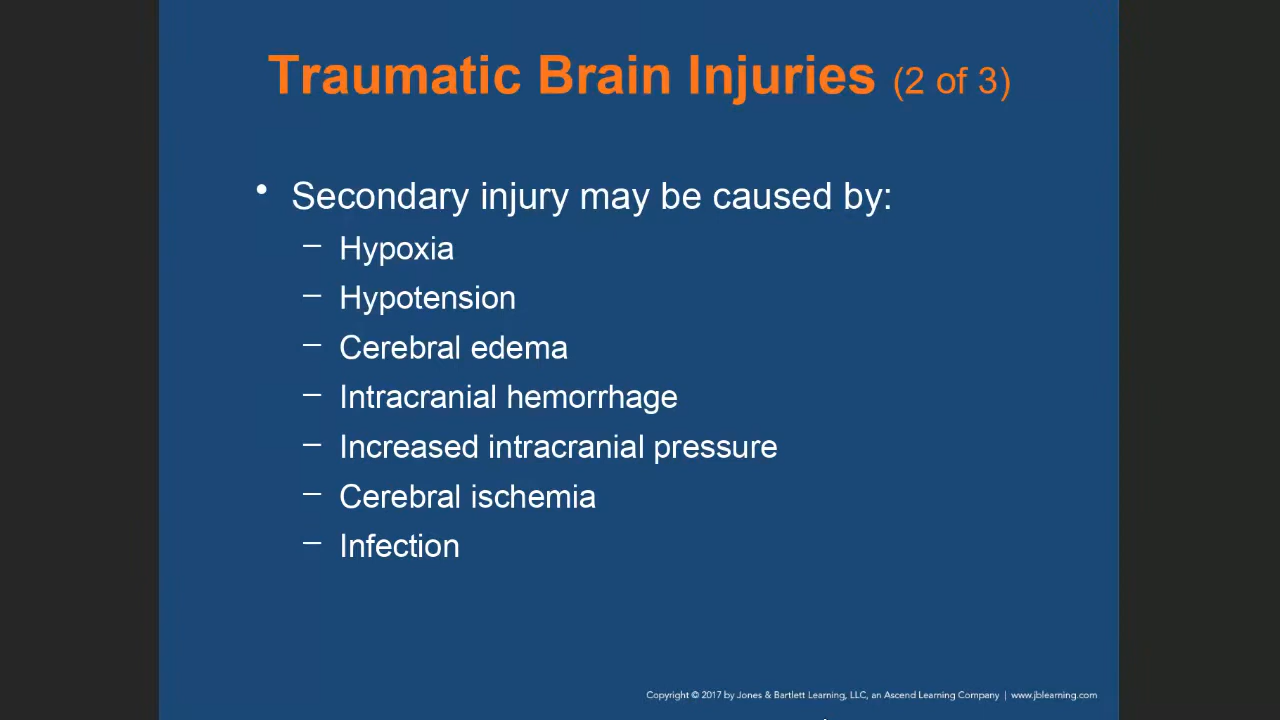 Traumatic Brain Injuries (2 of 3)
• Secondary injury may be caused by:
– Hypoxia
– Hypotension
– Cerebral edema
– Intracranial hemorrhage
– Increased intracranial pressure
– Cerebral ischemia
– Infection
Copyright © 2017 by Jones & Bartlett Learning, LLC, an Ascend Learning Company | www.jblearning.com